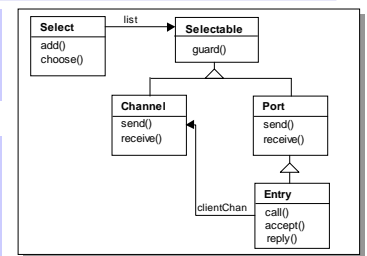 list
Select
add()
choose()
Selectable
guard()
Channel
send()
receive()
Port
send()
receive()
clientChan
Entry
call()
accept()
reply()